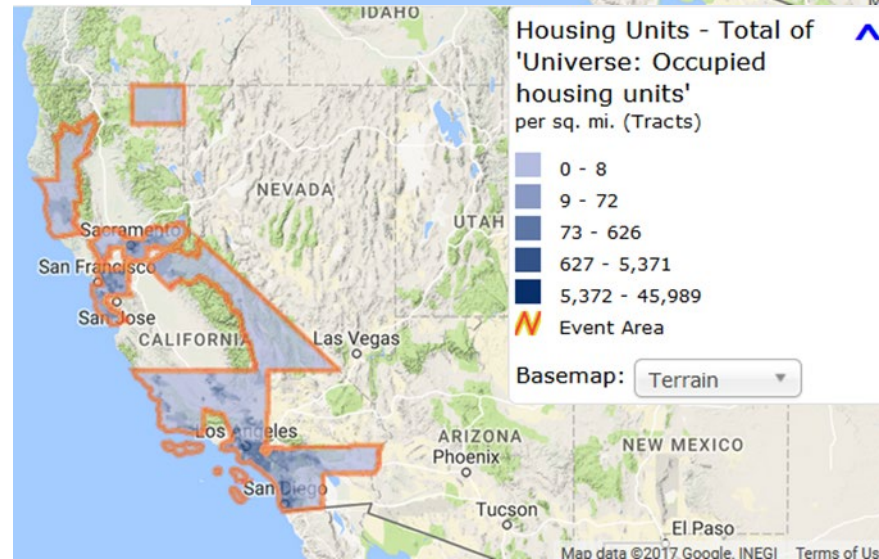 IDAHO
NEVADA
UTAH
Sacramento
San Francisco
San Jose
CALIFORNIA
Las Vegas
Los Angeles
ARIZONA
Phoenix
NEW MEXICO
San Diego
Tucson
El Paso
Housing Units - Total of
'Universe: Occupied
housing units'
per sq. mi. (Tracts)
0 - 8
9 - 72
73 - 626
627 - 5,371
5,372 - 45,989
Event Area
Basemap: Terrain
Map data ©2017 Google, INEGI Terms of Us